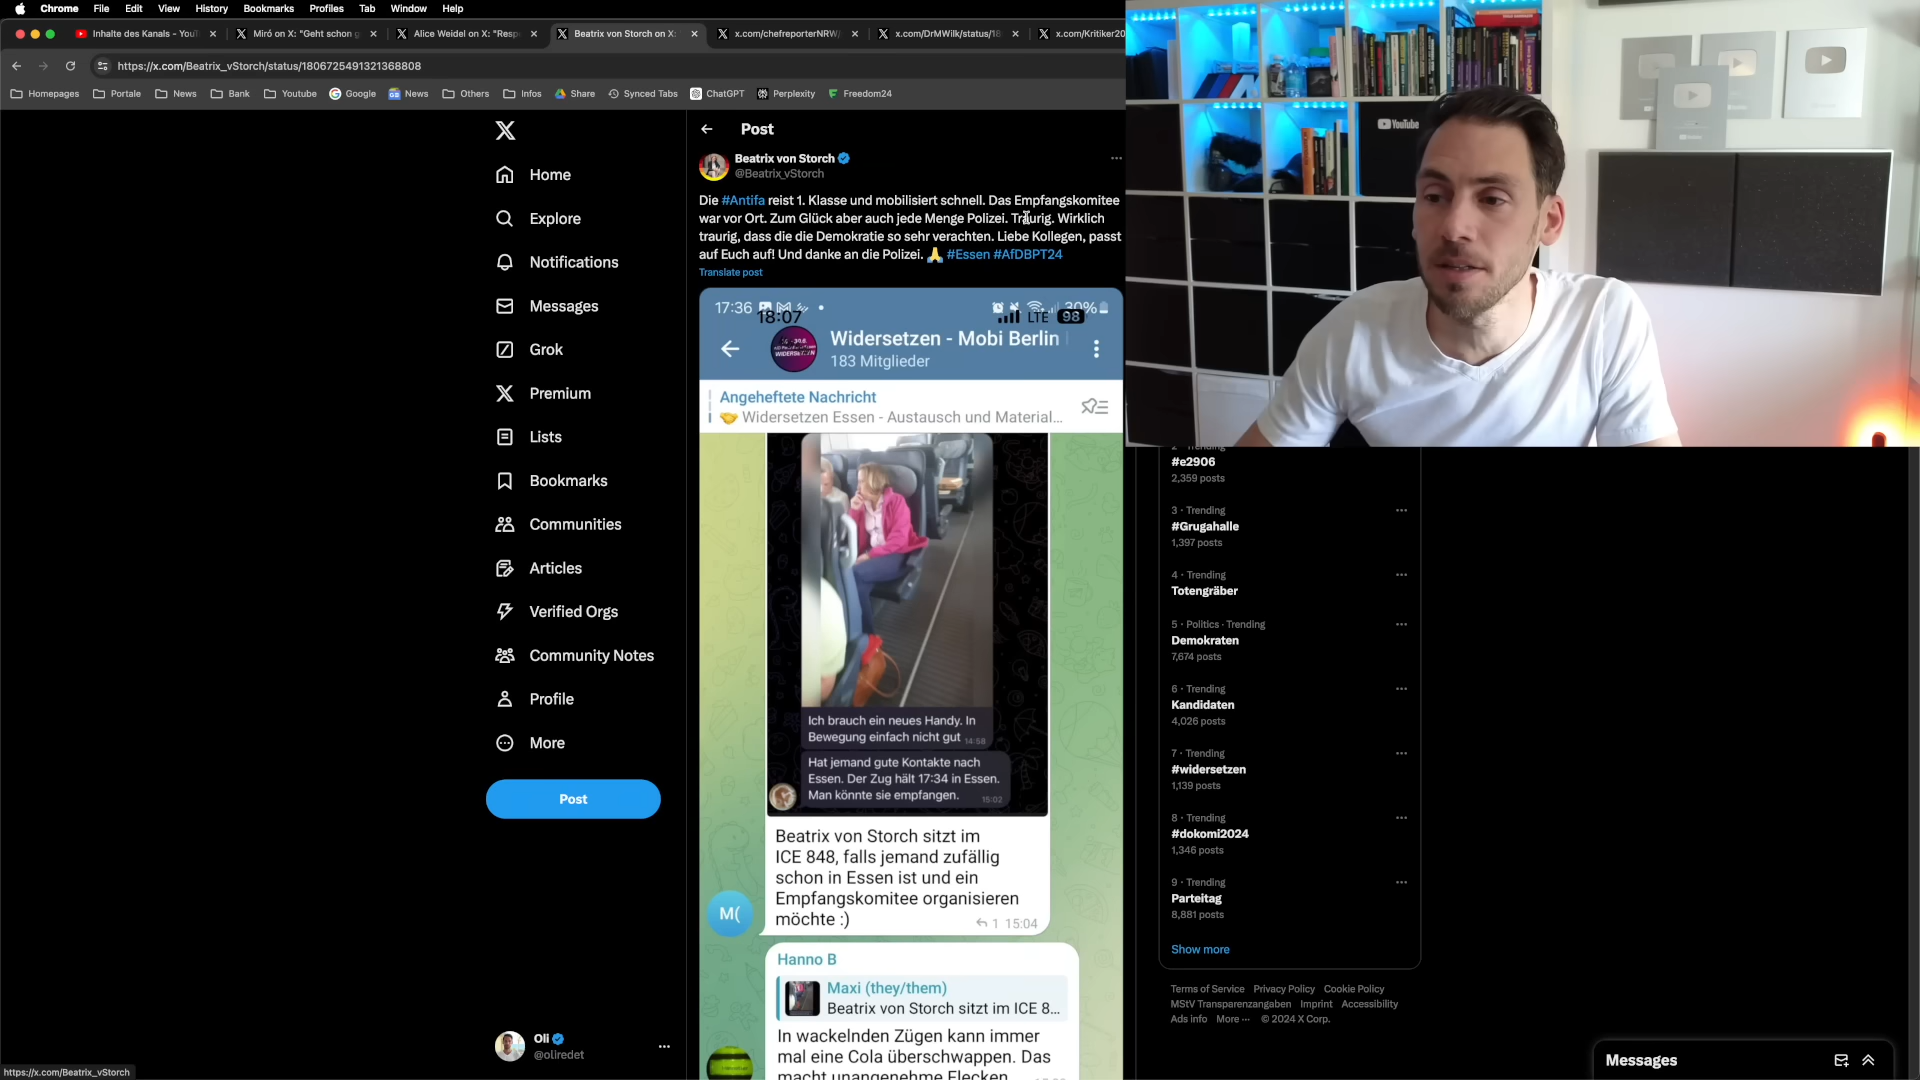 Chrome File Edit View History Bookmarks Profiles Tab Window Help
Inhalte des Kanals - You
Miró on X: "Geht schon
Alice Weidel on X: "Resp
Beatrix von Storch on X:
x.com/chefreporterNRW/
x.com/DrMWilk/status/18
x.com/Kritiker20
https://x.com/Beatrix_vStorch/status/1806725491321368808
Homepages Portale News Bank Youtube Google News Others Infos Share Synced Tabs ChatGPT Perplexity Freedom24
YouTube
Home
Explore
Notifications
Messages
Grok
Premium
Lists
Bookmarks
Communities
Articles
Verified Orgs
Community Notes
Profile
More
Post
Oli
@oliredet
https://x.com/Beatrix_vStorch
Post
Beatrix von Storch
@Beatrix_vStorch
Die #Antifa reist 1. Klasse und mobilisiert schnell. Das Empfangskomitee
war vor Ort. Zum Glück aber auch jede Menge Polizei. Traurig. Wirklich
traurig, dass die die Demokratie so sehr verachten. Liebe Kollegen, passt
auf Euch auf! Und danke an die Polizei. 🙏 #Essen #AfDBPT24
Translate post
17:36 30%
18:07 LTE 98
Widersetzen - Mobi Berlin
183 Mitglieder
Angeheftete Nachricht
🤝 Widersetzen Essen - Austausch und Material...
Ich brauch ein neues Handy. In
Bewegung einfach nicht gut 14:58
Hat jemand gute Kontakte nach
Essen. Der Zug hält 17:34 in Essen.
Man könnte sie empfangen. 15:02
Beatrix von Storch sitzt im
ICE 848, falls jemand zufällig
schon in Essen ist und ein
Empfangskomitee organisieren
möchte :) 1 15:04
M(
Hanno B
Maxi (they/them)
Beatrix von Storch sitzt im ICE 8...
In wackelnden Zügen kann immer
mal eine Cola überschwappen. Das
macht unangenehme Flecken
2 · Trending
#e2906
2,359 posts
3 · Trending
#Grugahalle
1,397 posts
4 · Trending
Totengräber
5 · Politics · Trending
Demokraten
7,674 posts
6 · Trending
Kandidaten
4,026 posts
7 · Trending
#widersetzen
1,139 posts
8 · Trending
#dokomi2024
1,346 posts
9 · Trending
Parteitag
8,881 posts
Show more
Terms of Service Privacy Policy Cookie Policy
MStV Transparenzangaben Imprint Accessibility
Ads info More ··· © 2024 X Corp.
Messages